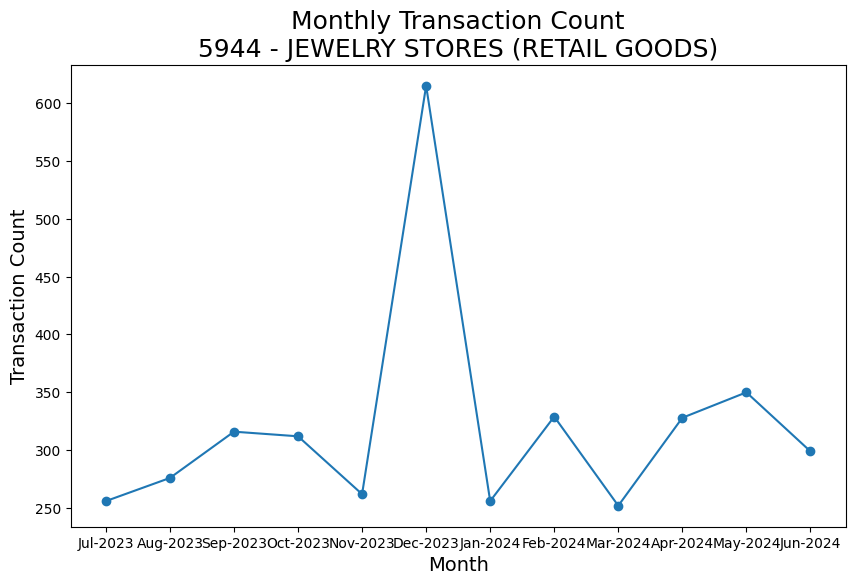 Monthly Transaction Count
5944 - JEWELRY STORES (RETAIL GOODS)
Transaction Count
600
550
500
450
400
350
300
250
Jul-2023 Aug-2023 Sep-2023 Oct-2023 Nov-2023 Dec-2023 Jan-2024 Feb-2024 Mar-2024 Apr-2024 May-2024 Jun-2024
Month